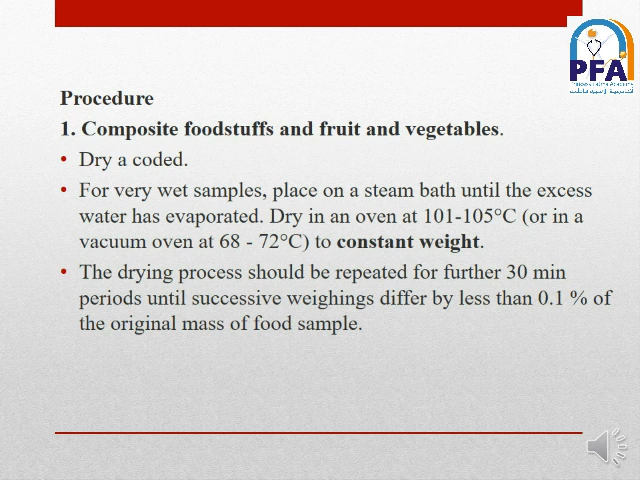 PFA
Procedure
1. Composite foodstuffs and fruit and vegetables.
• Dry a coded.
• For very wet samples, place on a steam bath until the excess
water has evaporated. Dry in an oven at 101-105°C (or in a
vacuum oven at 68 - 72°C) to constant weight.
• The drying process should be repeated for further 30 min
periods until successive weighings differ by less than 0.1 % of
the original mass of food sample.